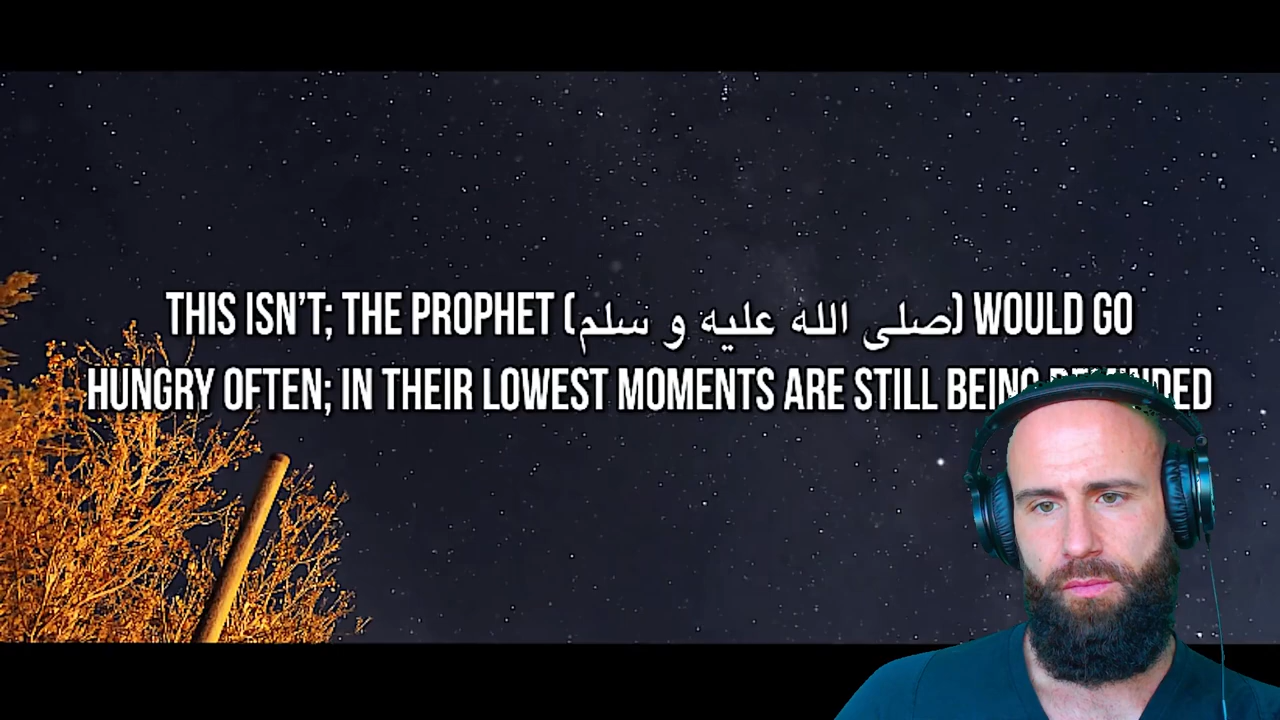 THIS ISN'T; THE PROPHET (صلى الله عليه و سلم) WOULD GO
HUNGRY OFTEN; IN THEIR LOWEST MOMENTS ARE STILL BEING REMINDED